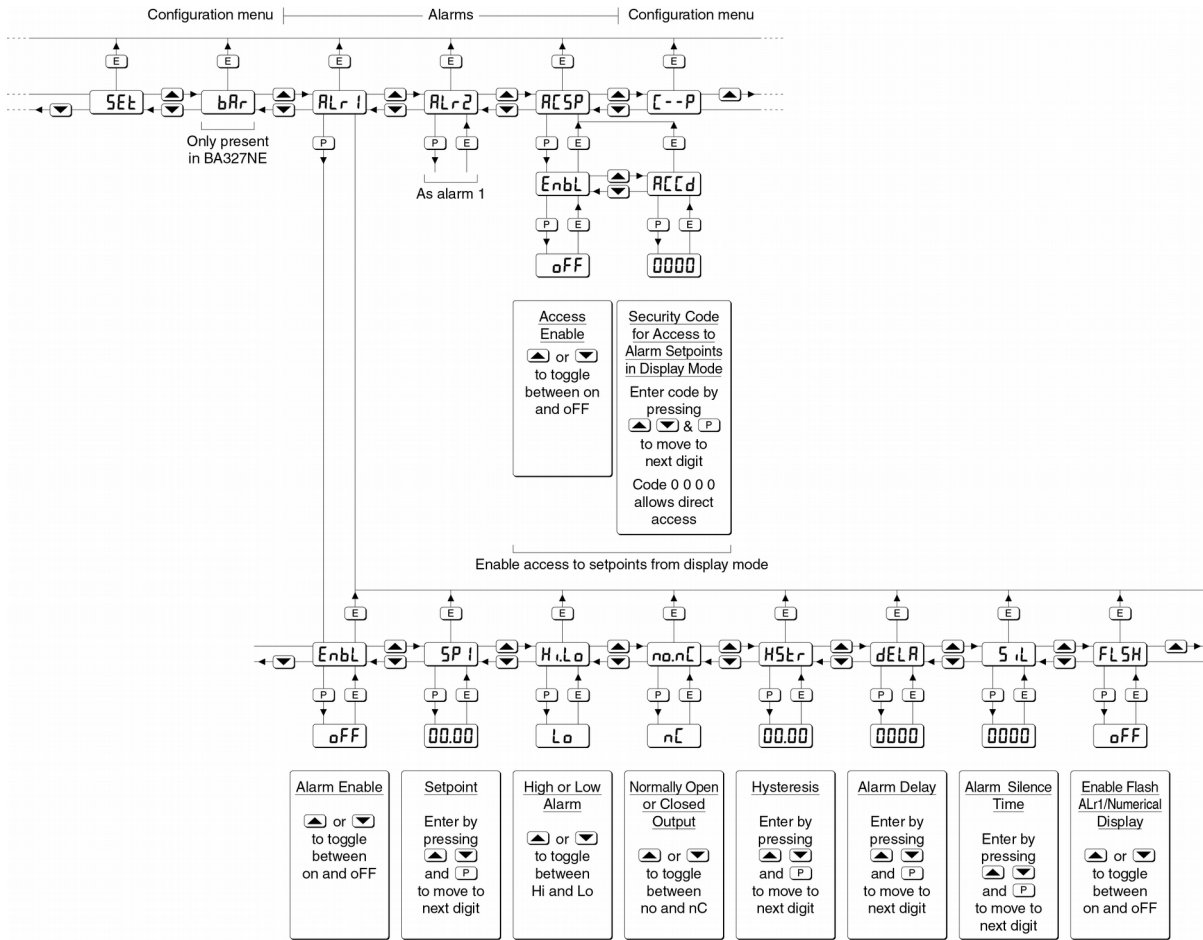 Configuration menu Alarms Configuration menu
E E E E E E
SEt bAr ALr1 ALr2 ACSP C--P
Only present
in BA327NE
P P E P E E
As alarm 1
EnbL ACCd
P E P E
oFF 0000
Access
Enable
or
to toggle
between on
and oFF
Security Code
for Access to
Alarm Setpoints
in Display Mode
Enter code by
pressing
& P
to move to
next digit
Code 0 0 0 0
allows direct
access
Enable access to setpoints from display mode
E E E E E E E E
EnbL SP1 Hi.Lo no.nC HStr dELA SiL FLSH
P E P E P E P E P E P E P E P E
oFF 00.00 Lo nC 00.00 0000 0000 oFF
Alarm Enable
or
to toggle
between
on and oFF
Setpoint
Enter by
pressing
and P
to move to
next digit
High or Low
Alarm
or
to toggle
between
Hi and Lo
Normally Open
or Closed
Output
or
to toggle
between
no and nC
Hysteresis
Enter by
pressing
and P
to move to
next digit
Alarm Delay
Enter by
pressing
and P
to move to
next digit
Alarm Silence
Time
Enter by
pressing
and P
to move to
next digit
Enable Flash
ALr1/Numerical
Display
or
to toggle
between
on and oFF